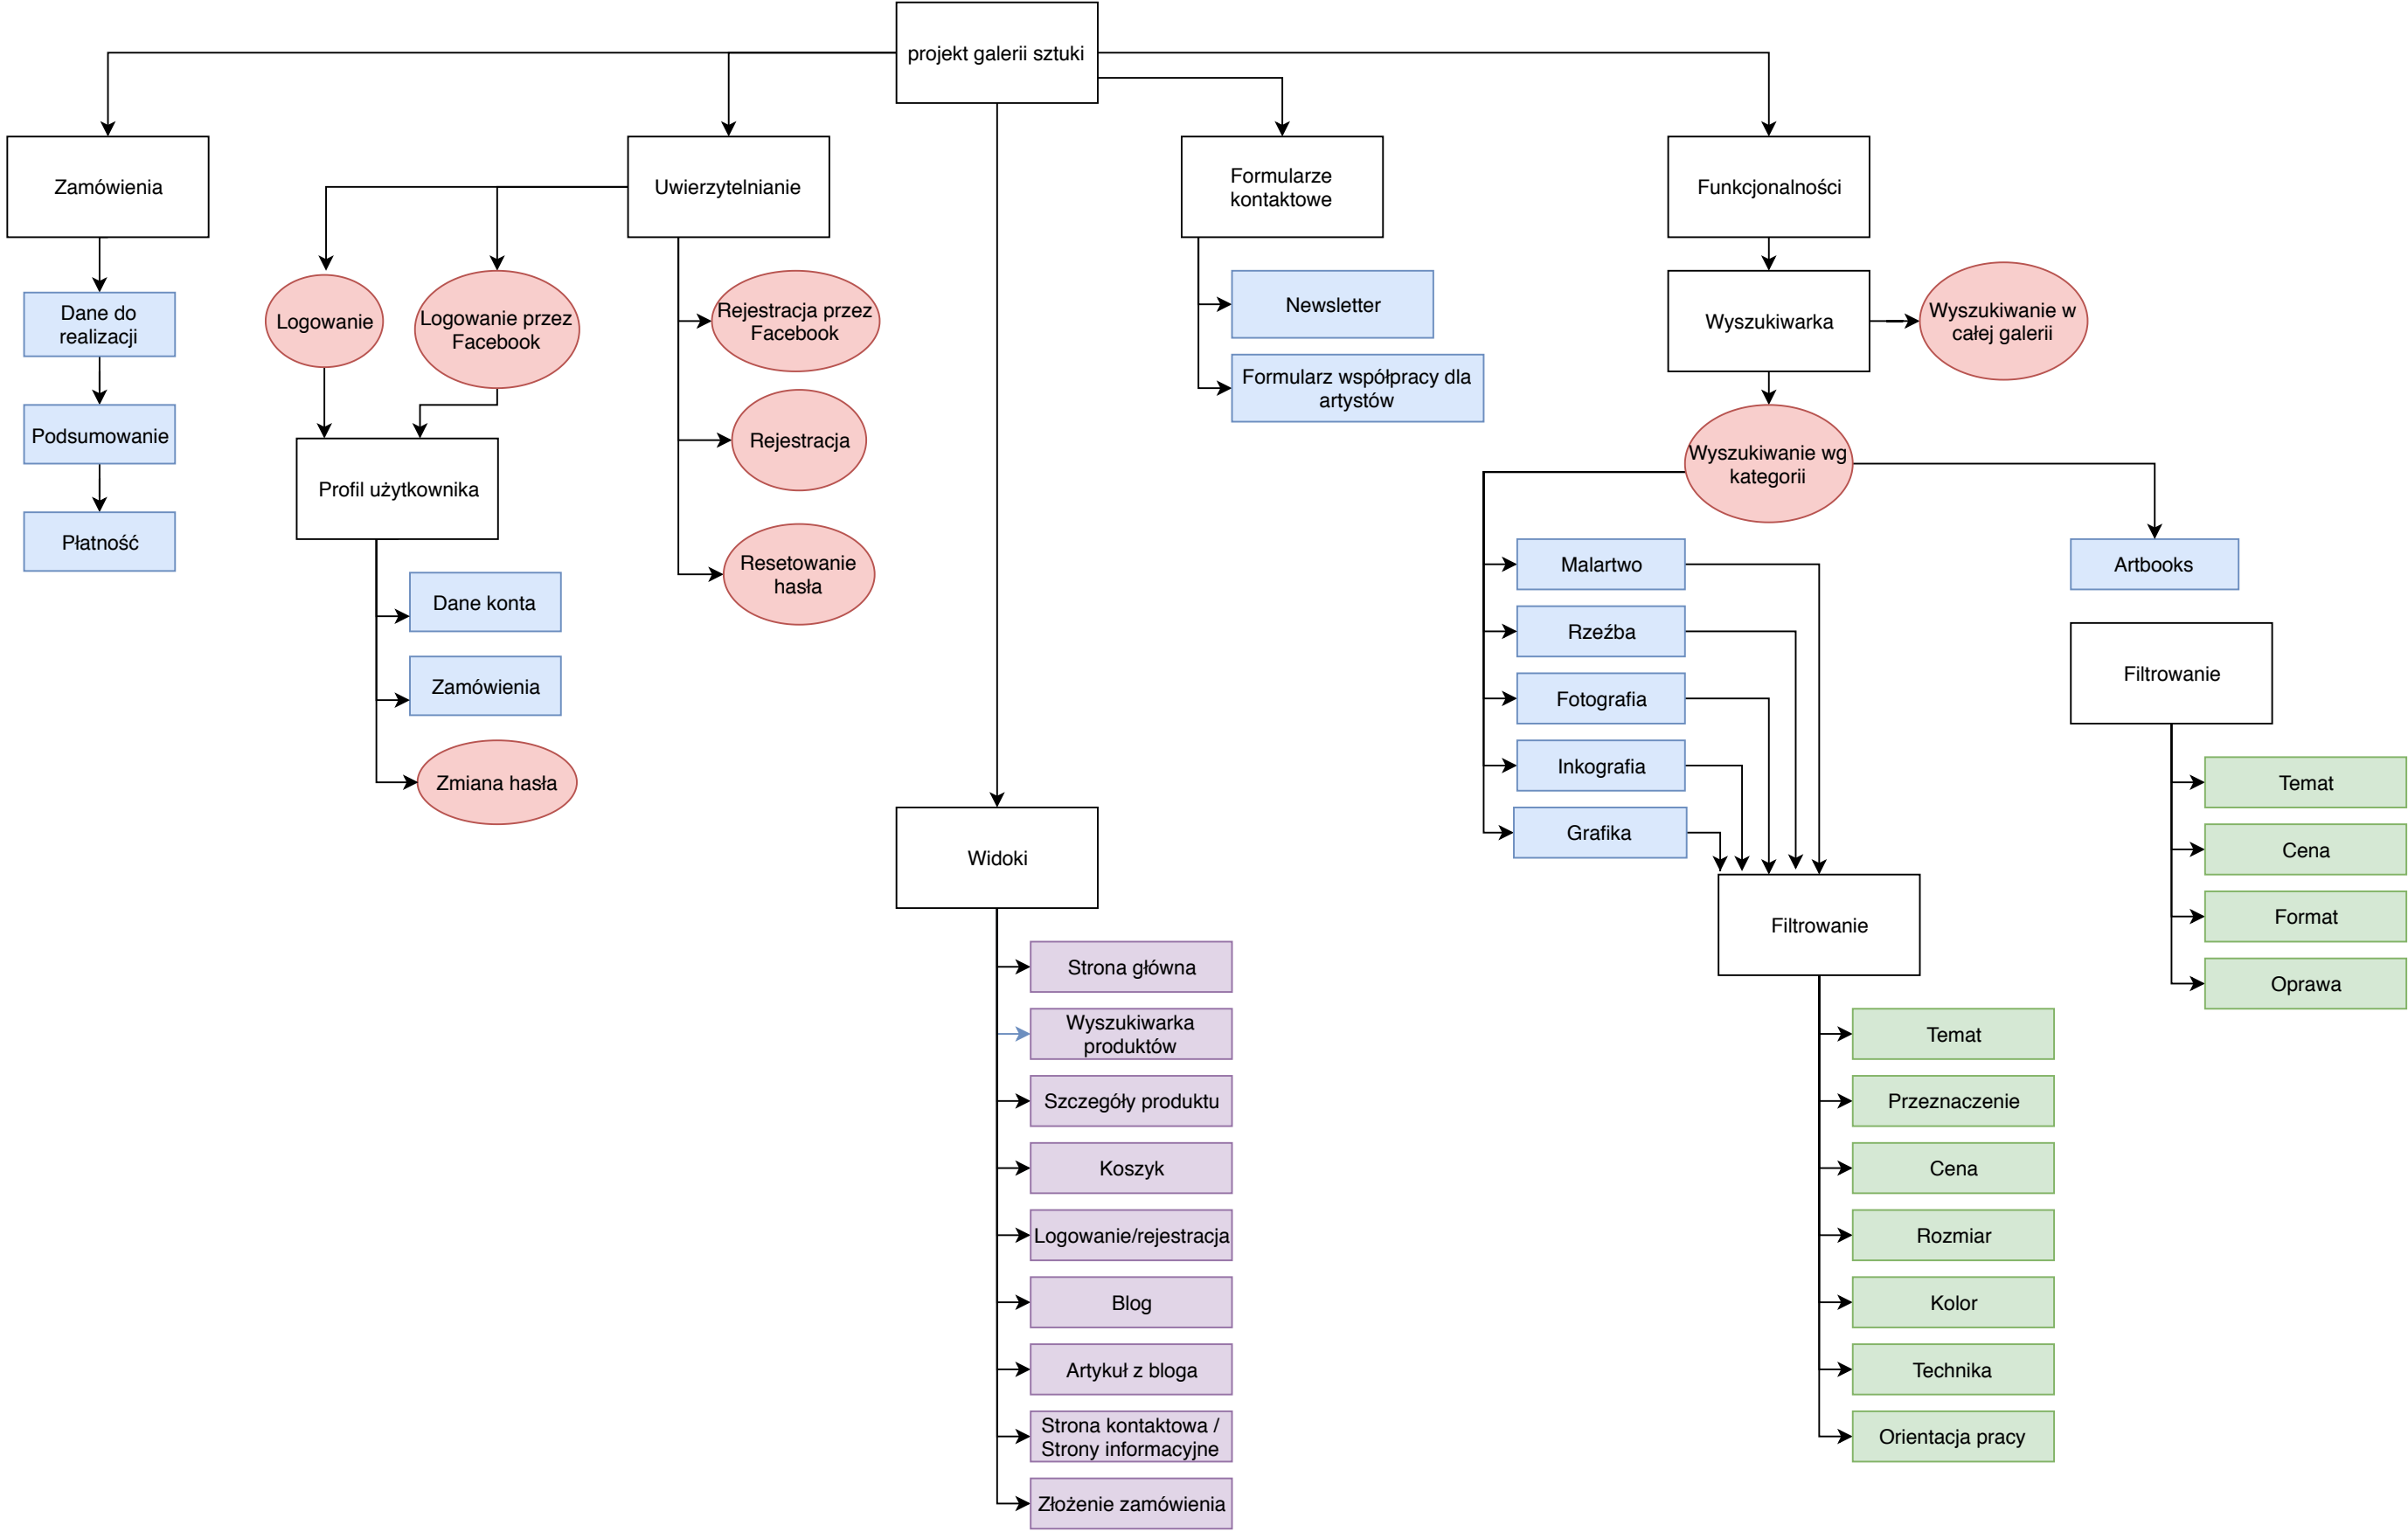 projekt galerii sztuki
Zamówienia
Dane do
realizacji
Podsumowanie
Płatność
Uwierzytelnianie
Logowanie
Logowanie przez
Facebook
Profil użytkownika
Dane konta
Zamówienia
Zmiana hasła
Rejestracja przez
Facebook
Rejestracja
Resetowanie
hasła
Widoki
Strona główna
Wyszukiwarka
produktów
Szczegóły produktu
Koszyk
Logowanie/rejestracja
Blog
Artykuł z bloga
Strona kontaktowa /
Strony informacyjne
Złożenie zamówienia
Formularze
kontaktowe
Newsletter
Formularz współpracy dla
artystów
Funkcjonalności
Wyszukiwarka
Wyszukiwanie w
całej galerii
Wyszukiwanie wg
kategorii
Malartwo
Rzeźba
Fotografia
Inkografia
Grafika
Filtrowanie
Temat
Przeznaczenie
Cena
Rozmiar
Kolor
Technika
Orientacja pracy
Artbooks
Filtrowanie
Temat
Cena
Format
Oprawa